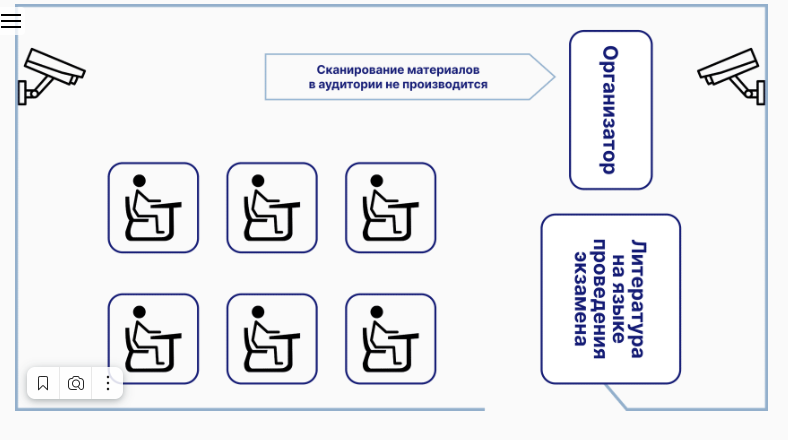 Сканирование материалов
в аудитории не производится
Организатор
Литература
на языке
проведения
экзамена